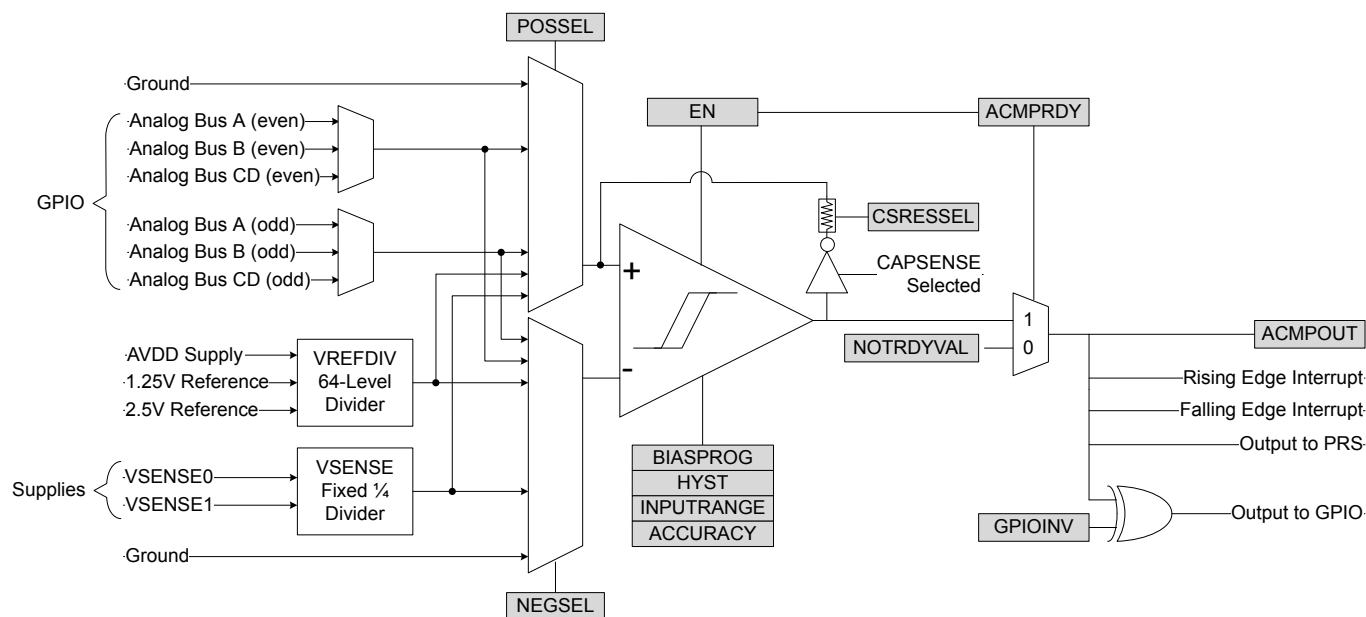 POSSEL
Ground
Analog Bus A (even)
Analog Bus B (even)
Analog Bus CD (even)
GPIO
Analog Bus A (odd)
Analog Bus B (odd)
Analog Bus CD (odd)
EN
ACMPRDY
CSRESSEL
CAPSENSE
Selected
+
-
1
0
NOTRDYVAL
ACMPOUT
Rising Edge Interrupt
Falling Edge Interrupt
Output to PRS
Output to GPIO
GPIOINV
AVDD Supply
1.25V Reference
2.5V Reference
VREFDIV
64-Level
Divider
Supplies
VSENSE0
VSENSE1
VSENSE
Fixed ¼
Divider
Ground
BIASPROG
HYST
INPUTRANGE
ACCURACY
NEGSEL